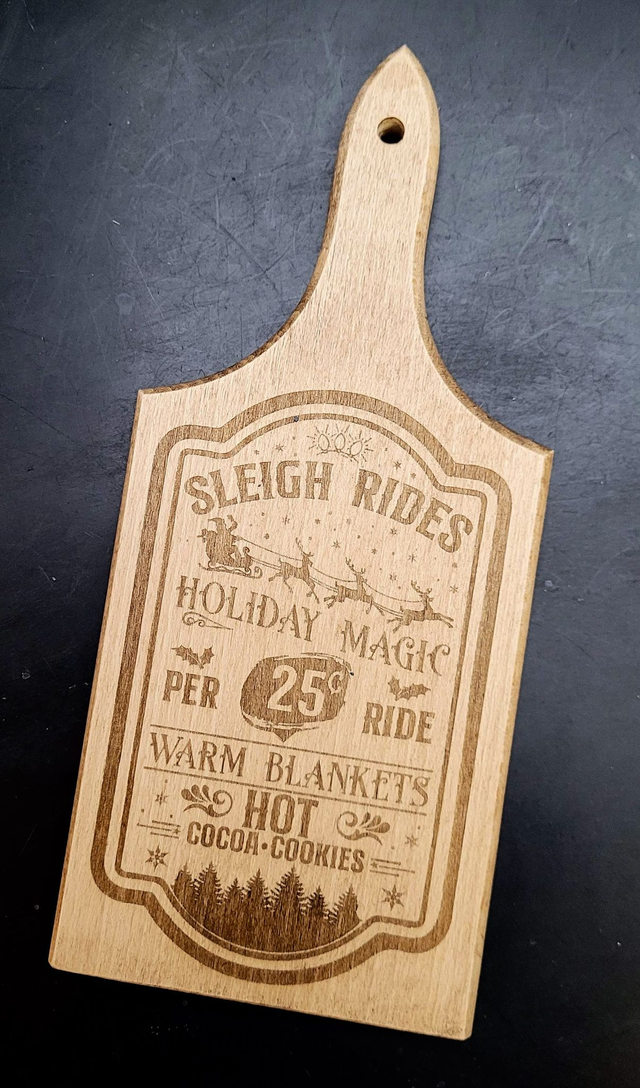 SLEIGH RIDES
HOLIDAY MAGIC
PER 25¢ RIDE
WARM BLANKETS
HOT
COCOA•COOKIES